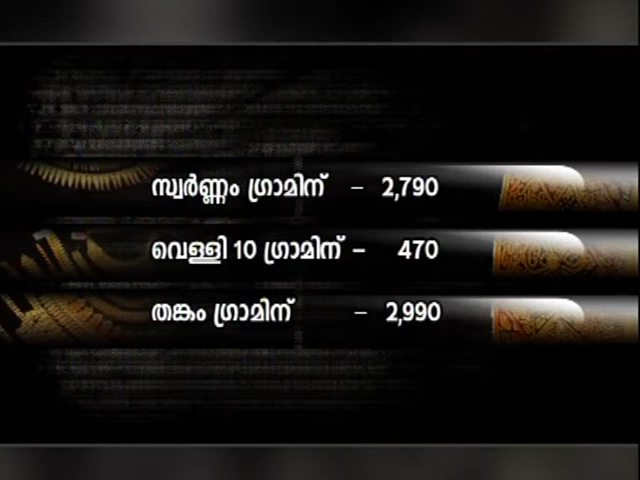 സ്വർണ്ണം ഗ്രാമിന് – 2,790
വെള്ളി 10 ഗ്രാമിന് – 470
തങ്കം ഗ്രാമിന് – 2,990